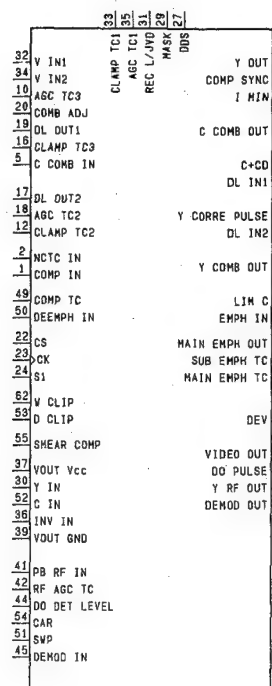 33 35 31 29 27
CLAMP TC1
AGC TC1
REC L/JVD
MASK
DDS
32 V IN1 Y OUT
34 V IN2 COMP SYNC
10 AGC TC3 I MIN
20 COMB ADJ
19 DL OUT1 C COMB OUT
16 CLAMP TC3
5 C COMB IN C+CD
DL IN1
17 DL OUT2
18 AGC TC2 Y CORRE PULSE
12 CLAMP TC2 DL IN2
2 NCTC IN
1 COMP IN Y COMB OUT
49 COMP TC LIM C
50 DEEMPH IN EMPH IN
22 CS MAIN EMPH OUT
23 CK SUB EMPH TC
24 S1 MAIN EMPH TC
62 W CLIP
53 D CLIP DEV
55 SMEAR COMP
VIDEO OUT
37 VOUT Vcc DO PULSE
30 Y IN Y RF OUT
52 C IN DEMOD OUT
36 INV IN
39 VOUT GND
41 PB RF IN
42 RF AGC TC
44 DO DET LEVEL
54 CAR
51 SWP
45 DEMOD IN